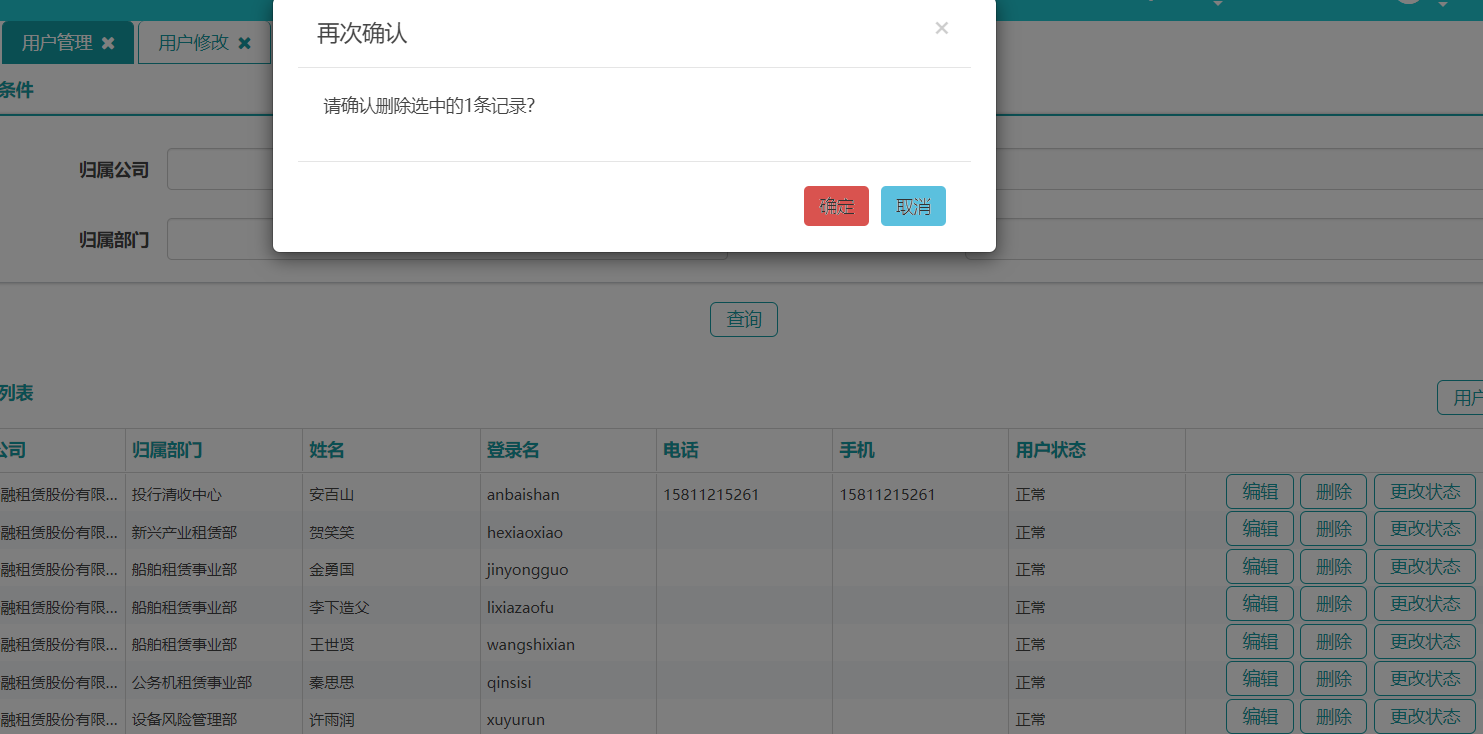 用户管理 用户修改
再次确认
条件
请确认删除选中的1条记录?
归属公司
确定 取消
归属部门
查询
列表
用户
公司 归属部门 姓名 登录名 电话 手机 用户状态
融租赁股份有限... 投行清收中心 安百山 anbaishan 15811215261 15811215261 正常 编辑 删除 更改状态
融租赁股份有限... 新兴产业租赁部 贺笑笑 hexiaoxiao 正常 编辑 删除 更改状态
融租赁股份有限... 船舶租赁事业部 金勇国 jinyongguo 正常 编辑 删除 更改状态
融租赁股份有限... 船舶租赁事业部 李下造父 lixiazaofu 正常 编辑 删除 更改状态
融租赁股份有限... 船舶租赁事业部 王世贤 wangshixian 正常 编辑 删除 更改状态
融租赁股份有限... 公务机租赁事业部 秦思思 qinsisi 正常 编辑 删除 更改状态
融租赁股份有限... 设备风险管理部 许雨润 xuyurun 正常 编辑 删除 更改状态